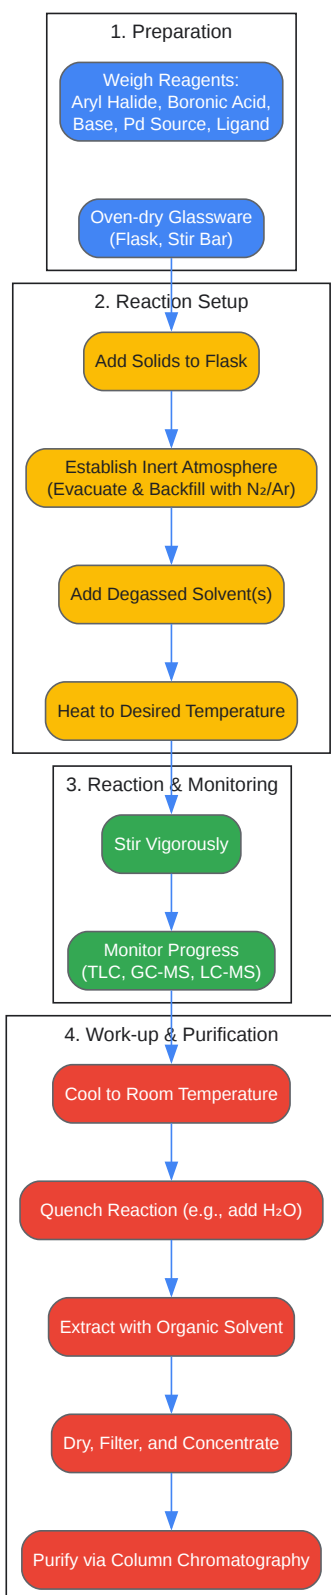 1. Preparation
Weigh Reagents:
Aryl Halide, Boronic Acid,
Base, Pd Source, Ligand
Oven-dry Glassware
(Flask, Stir Bar)
2. Reaction Setup
Add Solids to Flask
Establish Inert Atmosphere
(Evacuate & Backfill with N₂/Ar)
Add Degassed Solvent(s)
Heat to Desired Temperature
3. Reaction & Monitoring
Stir Vigorously
Monitor Progress
(TLC, GC-MS, LC-MS)
4. Work-up & Purification
Cool to Room Temperature
Quench Reaction (e.g., add H₂O)
Extract with Organic Solvent
Dry, Filter, and Concentrate
Purify via Column Chromatography